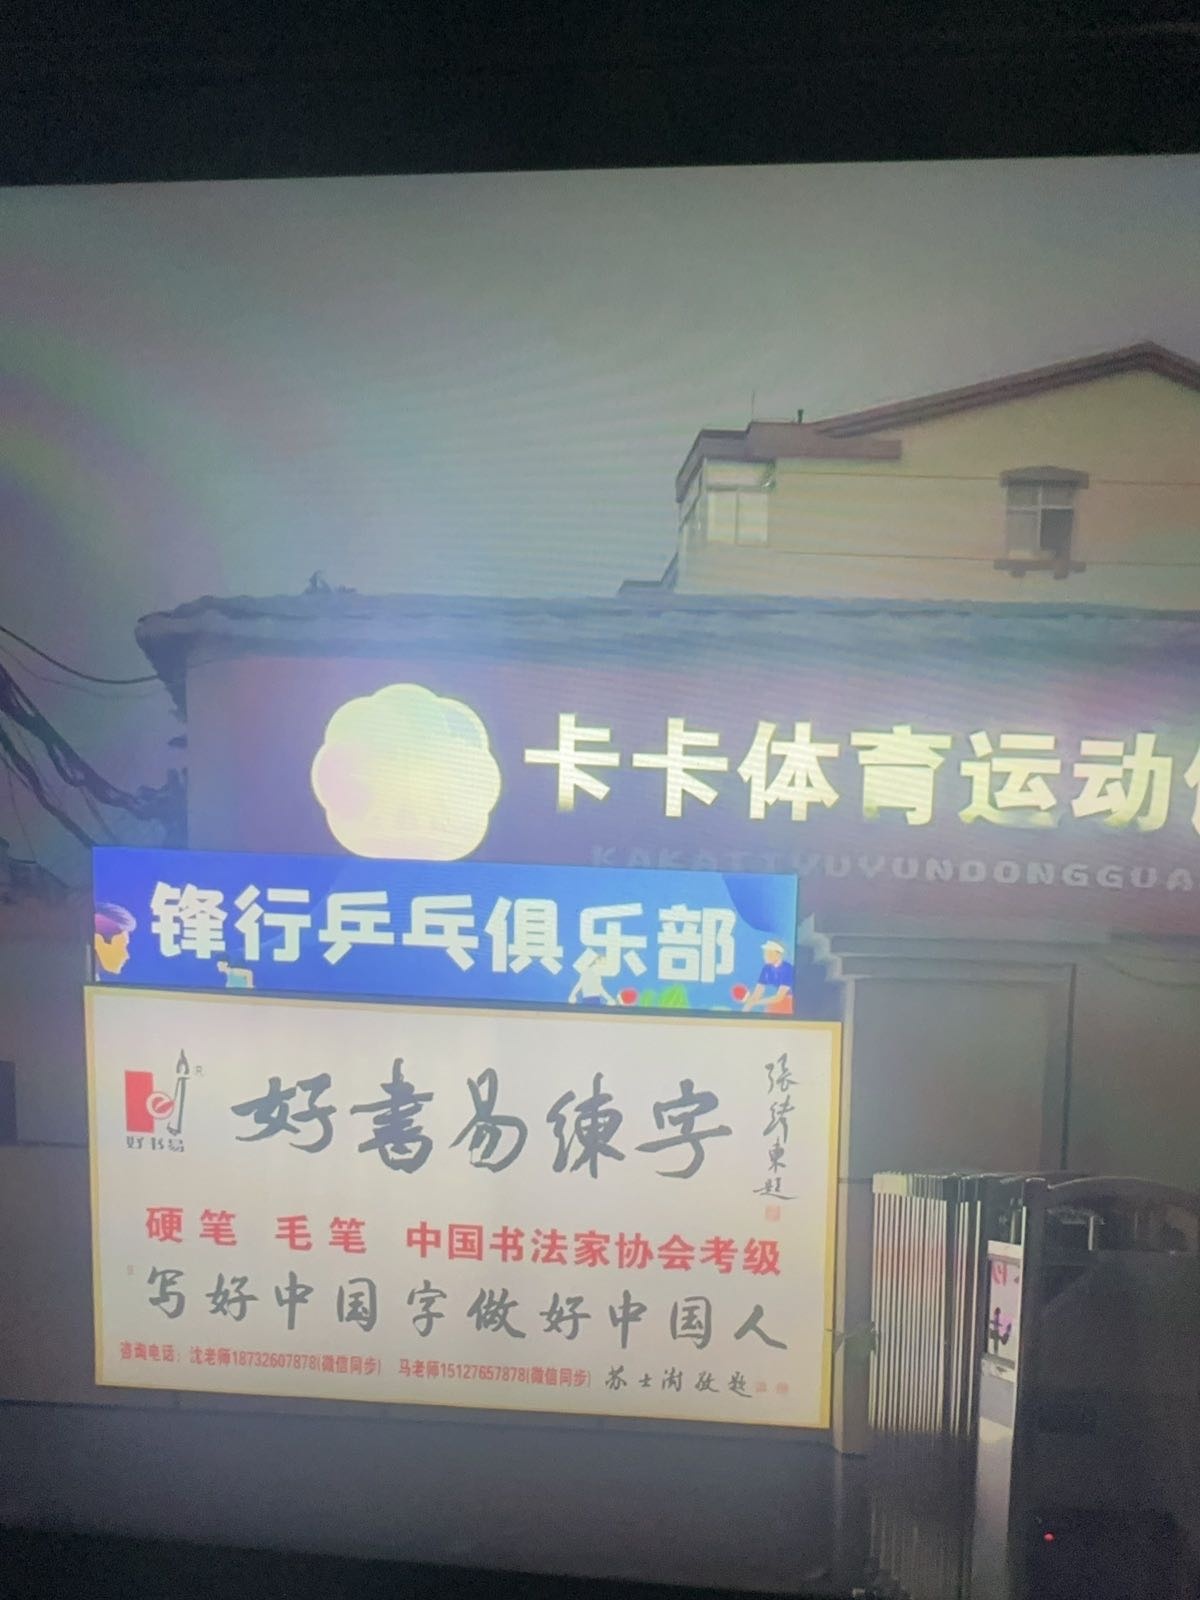 卡卡体育运动
KAKATIYUYUNDONGGUA
锋行乒乓俱乐部
好书易
好書易練字
張緯東题
硬笔 毛笔 中国书法家协会考级
写好中国字做好中国人
咨询电话：沈老师18732607878(微信同步) 马老师15127657878(微信同步)
苏士澍敬题